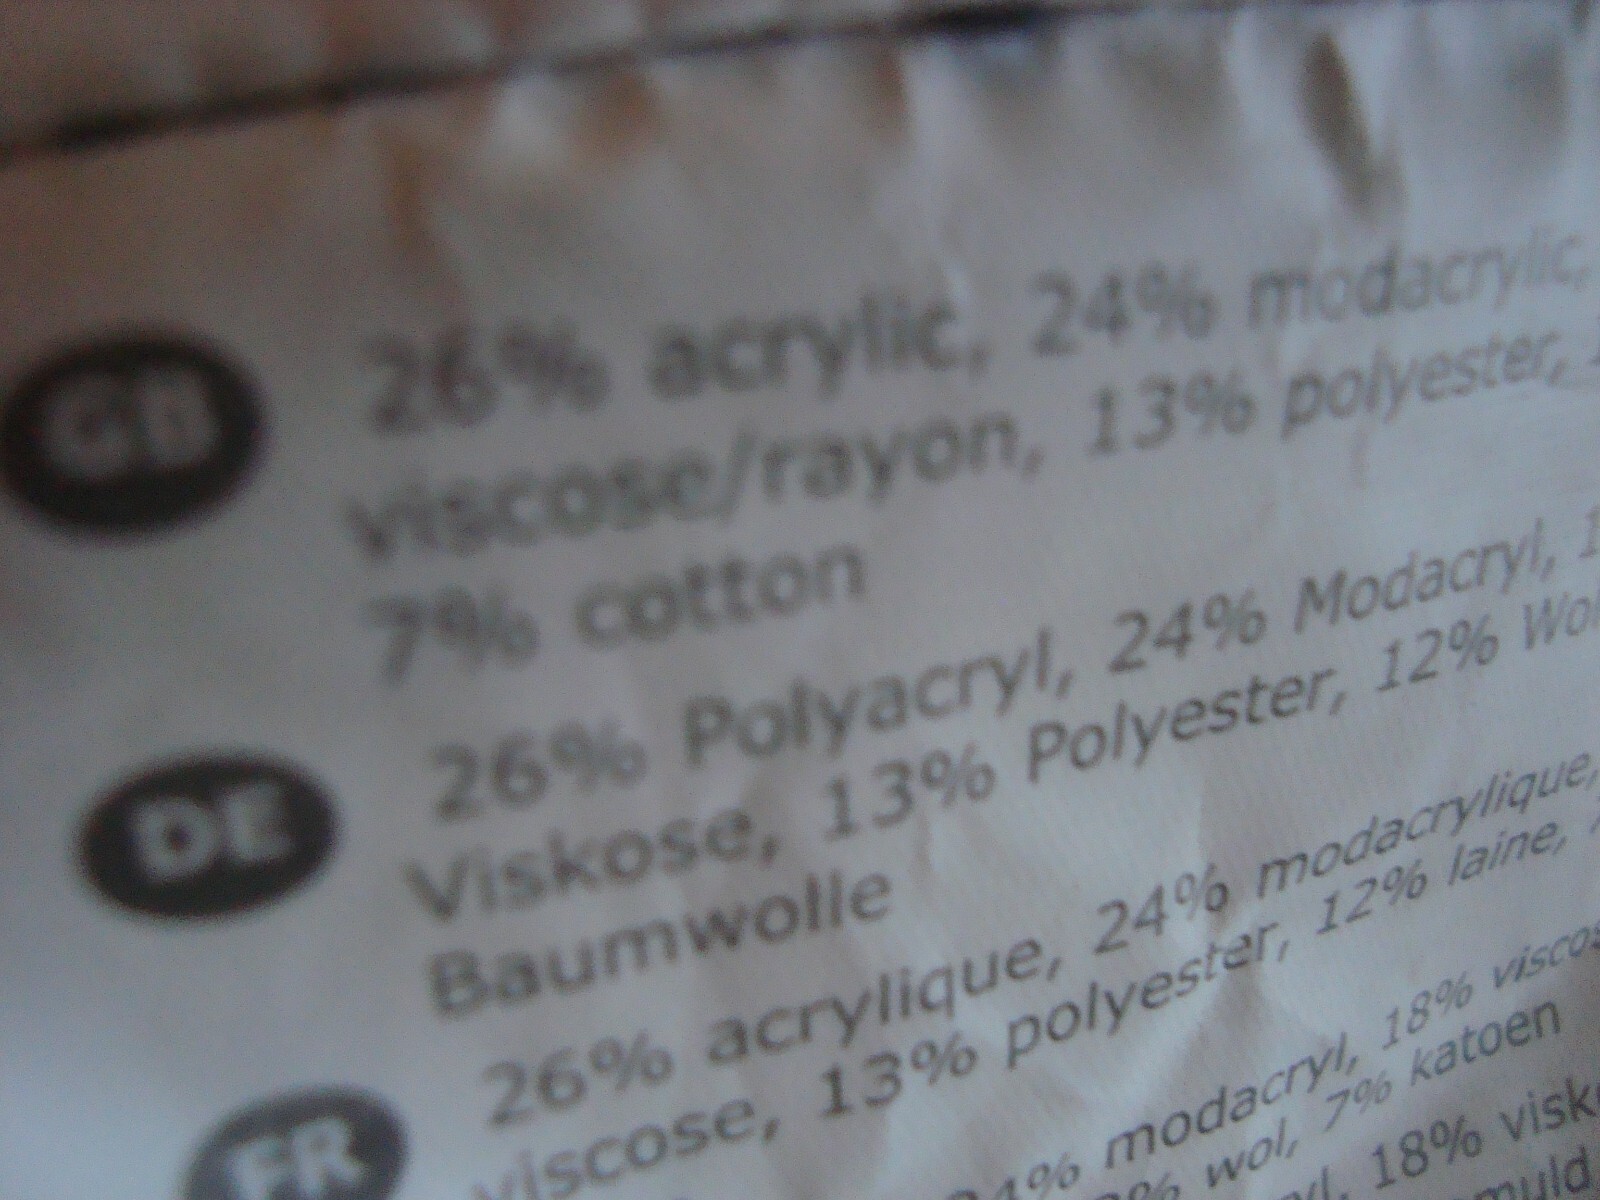 GB 26% acrylic, 24% modacrylic,
viscose/rayon, 13% polyester,
7% cotton
DE 26% Polyacryl, 24% Modacryl,
Viskose, 13% Polyester, 12%
Baumwolle
FR 26% acrylique, 24% modacrylique,
viscose, 13% polyester, 12% laine,
modacryl, 18%
wol, 7% katoen
18%